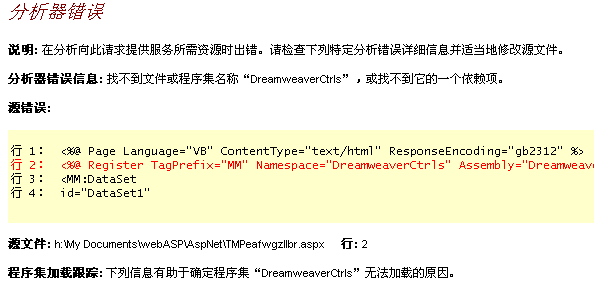 分析器错误
说明: 在分析向此请求提供服务所需资源时出错。请检查下列特定分析错误详细信息并适当地修改源文件。
分析器错误信息: 找不到文件或程序集名称“DreamweaverCtrls”，或找不到它的一个依赖项。
源错误:
行 1: <%@ Page Language="VB" ContentType="text/html" ResponseEncoding="gb2312" %>
行 2: <%@ Register TagPrefix="MM" Namespace="DreamweaverCtrls" Assembly="Dreamweave
行 3: <MM:DataSet
行 4: id="DataSet1"
源文件: h:\My Documents\webASP\AspNet\TMPeafwgzllbr.aspx 行: 2
程序集加载跟踪: 下列信息有助于确定程序集“DreamweaverCtrls”无法加载的原因。